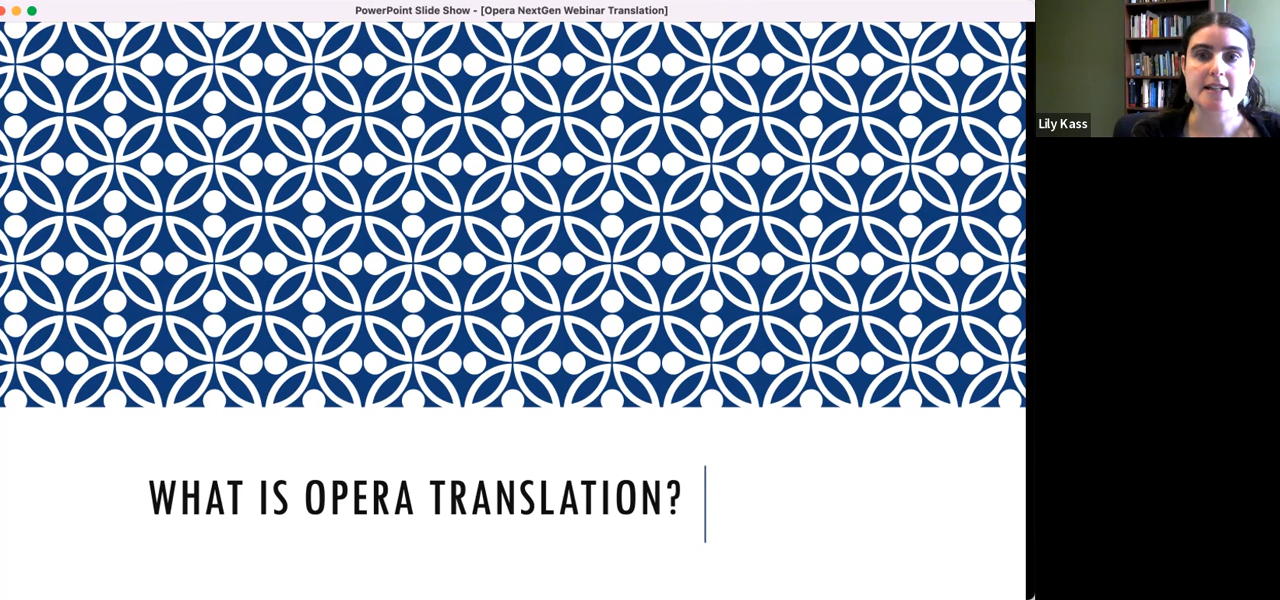 PowerPoint Slide Show - [Opera NextGen Webinar Translation]
Lily Kass
WHAT IS OPERA TRANSLATION?